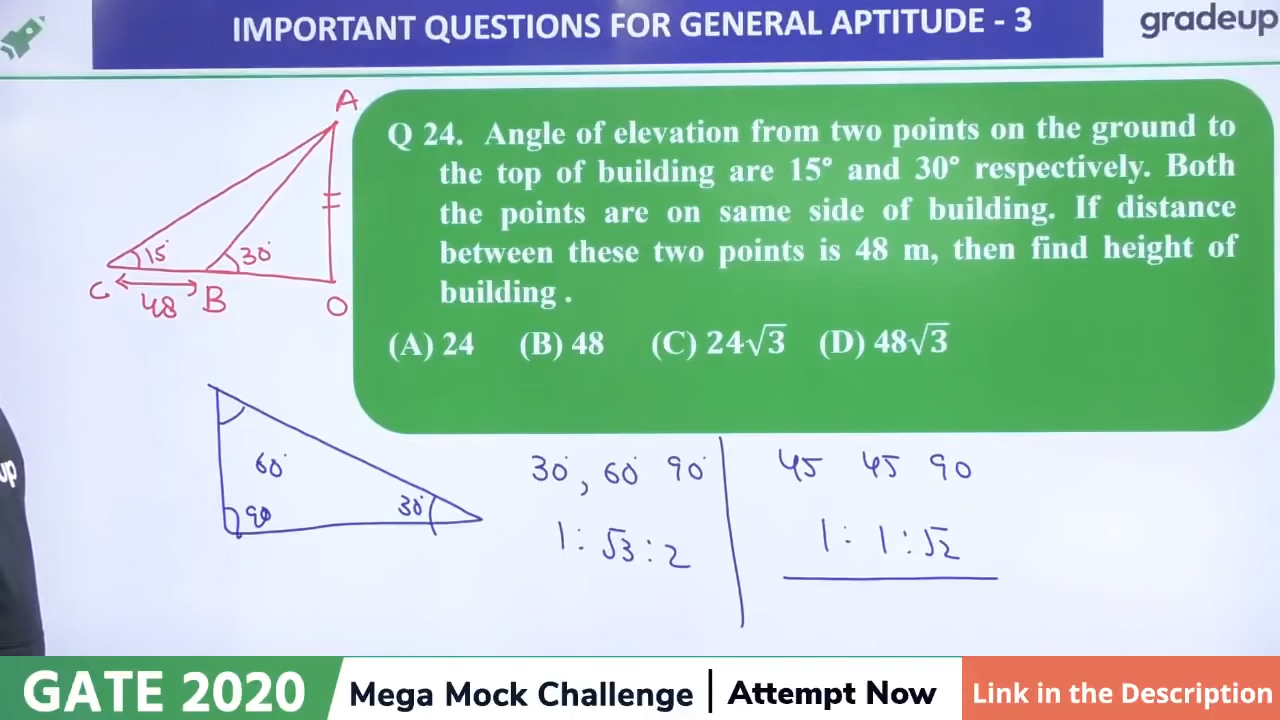 IMPORTANT QUESTIONS FOR GENERAL APTITUDE - 3
gradeup
Q 24. Angle of elevation from two points on the ground to
the top of building are 15° and 30° respectively. Both
the points are on same side of building. If distance
between these two points is 48 m, then find height of
building .
(A) 24 (B) 48 (C) 24√3 (D) 48√3
A
15°
30°
C
48
B
O
60°
90
30°
30°, 60° 90°
1 : √3 : 2
45 45 90
1 : 1 : √2
up
GATE 2020
Mega Mock Challenge
Attempt Now
Link in the Description